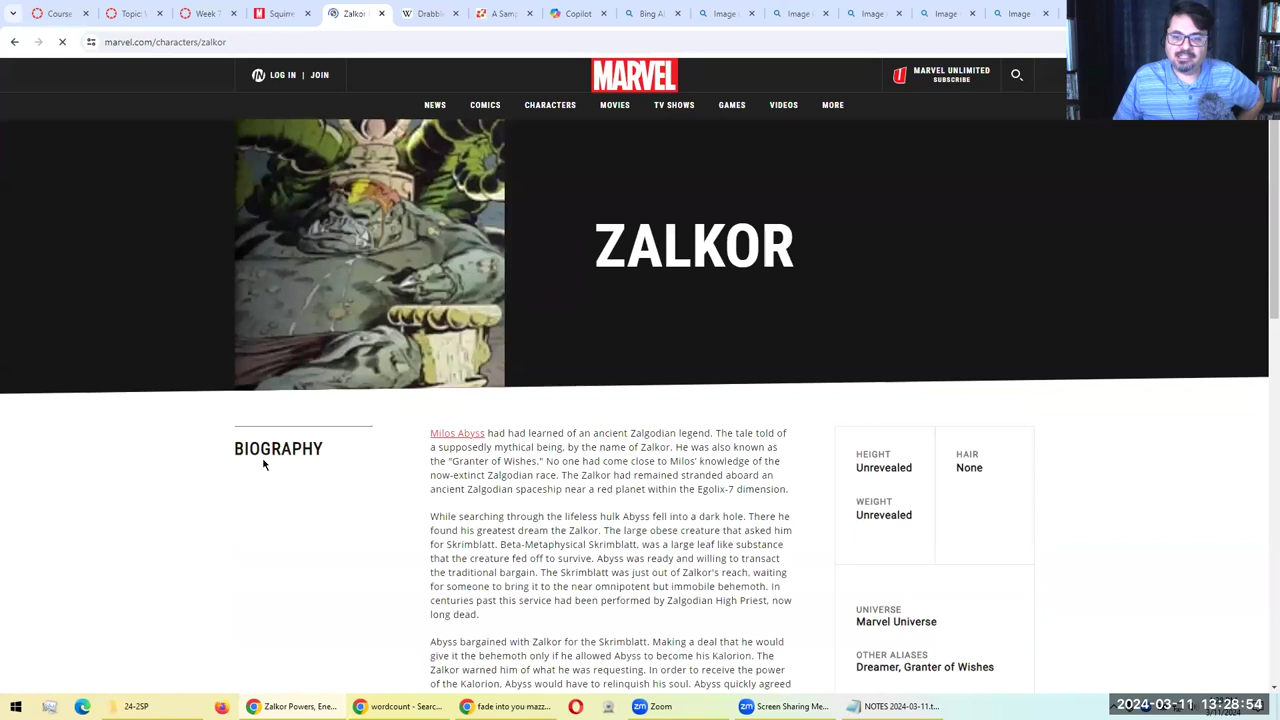 Course
Topic:
Week 7
Squirre
Zalkor
Drabble
A Samp
Copilot
Bing AI
Image
Image
Image
Image
Image
marvel.com/characters/zalkor
LOG IN | JOIN
MARVEL
MARVEL UNLIMITED
SUBSCRIBE
NEWS COMICS CHARACTERS MOVIES TV SHOWS GAMES VIDEOS MORE
ZALKOR
BIOGRAPHY
Milos Abyss had had learned of an ancient Zalgodian legend. The tale told of
a supposedly mythical being, by the name of Zalkor. He was also known as
the "Granter of Wishes." No one had come close to Milos' knowledge of the
now-extinct Zalgodian race. The Zalkor had remained stranded aboard an
ancient Zalgodian spaceship near a red planet within the Egolix-7 dimension.
While searching through the lifeless hulk Abyss fell into a dark hole. There he
found his greatest dream the Zalkor. The large obese creature that asked him
for Skrimblatt. Beta-Metaphysical Skrimblatt, was a large leaf like substance
that the creature fed off to survive. Abyss was ready and willing to transact
the traditional bargain. The Skrimblatt was just out of Zalkor's reach, waiting
for someone to bring it to the near omnipotent but immobile behemoth. In
centuries past this service had been performed by Zalgodian High Priest, now
long dead.
Abyss bargained with Zalkor for the Skrimblatt. Making a deal that he would
give it the behemoth only if he allowed Abyss to become his Kalorion. The
Zalkor warned him of what he was requesting. In order to receive the power
of the Kalorion. Abyss would have to relinquish his soul. Abyss quickly agreed
HEIGHT
Unrevealed
WEIGHT
Unrevealed
HAIR
None
UNIVERSE
Marvel Universe
OTHER ALIASES
Dreamer, Granter of Wishes
24-2SP
Zalkor Powers, Ene...
wordcount - Searc...
fade into you mazz...
Zoom
Screen Sharing Me...
NOTES 2024-03-11.t...
2024-03-11 13:28:54